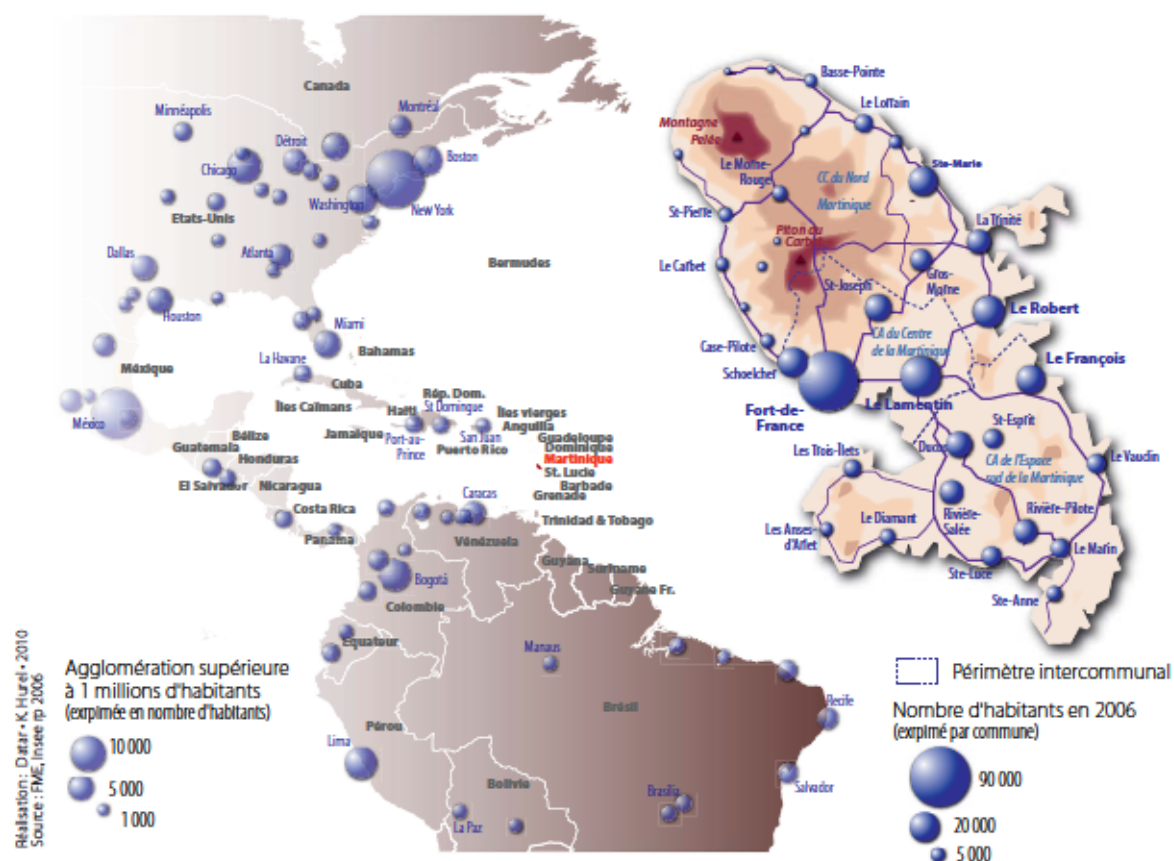 Canada
Minnéapolis
Montréal
Détroit
Boston
Chicago
Washington
New York
Etats-Unis
Dallas
Atlanta
Bermudes
Houston
Miami
La Havane
Bahamas
Méxique
Cuba
México
Îles Caïmans
Haïti
Rép. Dom.
St Domingue
Îles vierges
Anguilla
Jamaique
Port-au-
Prince
San Juan
Puerto Rico
Guadeloupe
Dominique
Martinique
St. Lucie
Barbade
Grenade
Bélize
Guatemala
Honduras
El Salvador
Nicaragua
Costa Rica
Panama
Caracas
Trinidad & Tobago
Vénézuela
Guyana
Suriname
Guyane Fr.
Bogotá
Colombie
Equateur
Manaus
Brésil
Recife
Pérou
Lima
Salvador
Bolivie
Brasília
La Paz
Basse-Pointe
Le Lorrain
Montagne
Pelée
Ste-Marie
Le Morne-
Rouge
CC du Nord
Martinique
St-Pierre
La Trinité
Piton du
Carbet
Le Carbet
St-Joseph
Gros-
Morne
Le Robert
CA du Centre
de la Martinique
Case-Pilote
Schoelcher
Le François
Fort-de-
France
Le Lamentin
St-Esprit
Les Trois-Îlets
Ducos
Le Vauclin
CA de l'Espace
sud de la Martinique
Rivière-
Salée
Rivière-Pilote
Le Diamant
Les Anses-
d'Arlet
Le Marin
Ste-Luce
Ste-Anne
Réalisation : Datar • K. Hurel • 2010
Source : FME, Insee rp 2006
Agglomération supérieure
à 1 millions d'habitants
(exrpimée en nombre d'habitants)
10 000
5 000
1 000
Périmètre intercommunal
Nombre d'habitants en 2006
(exrpimé par commune)
90 000
20 000
5 000